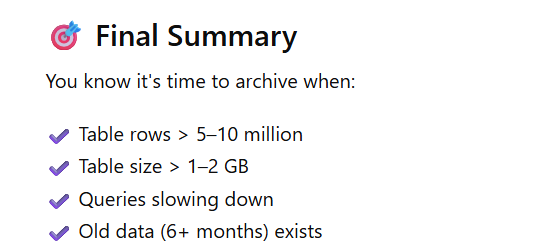 Final Summary
You know it's time to archive when:
Table rows > 5–10 million
Table size > 1–2 GB
Queries slowing down
Old data (6+ months) exists